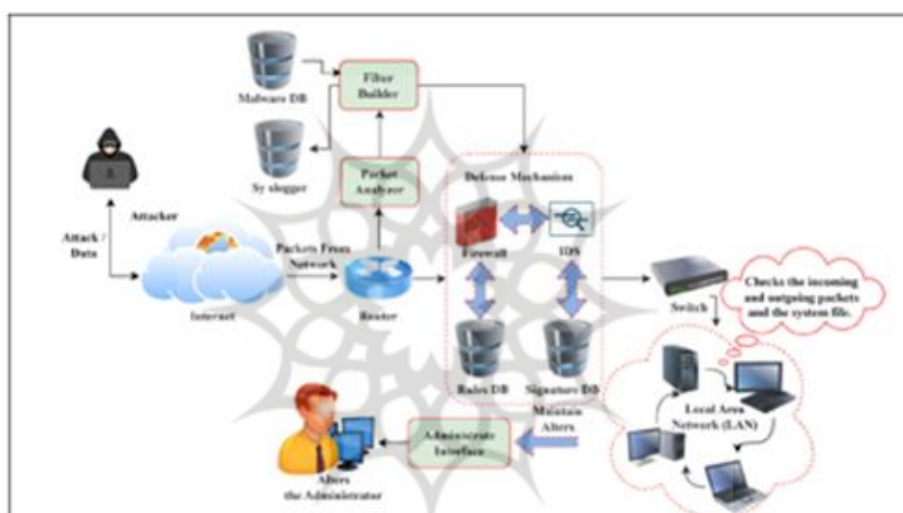 Malware DB
Filter
Builder
Sy slogger
Packet
Analyzer
Attacker
Attack /
Data
Internet
Packets From
Network
Router
Defense Mechanism
Firewall
IDS
Rules DB
Signature DB
Switch
Checks the incoming
and outgoing packets
and the system file.
Local Area
Network (LAN)
Maintain
Alters
Administrate
Interface
Alters
the Administrator